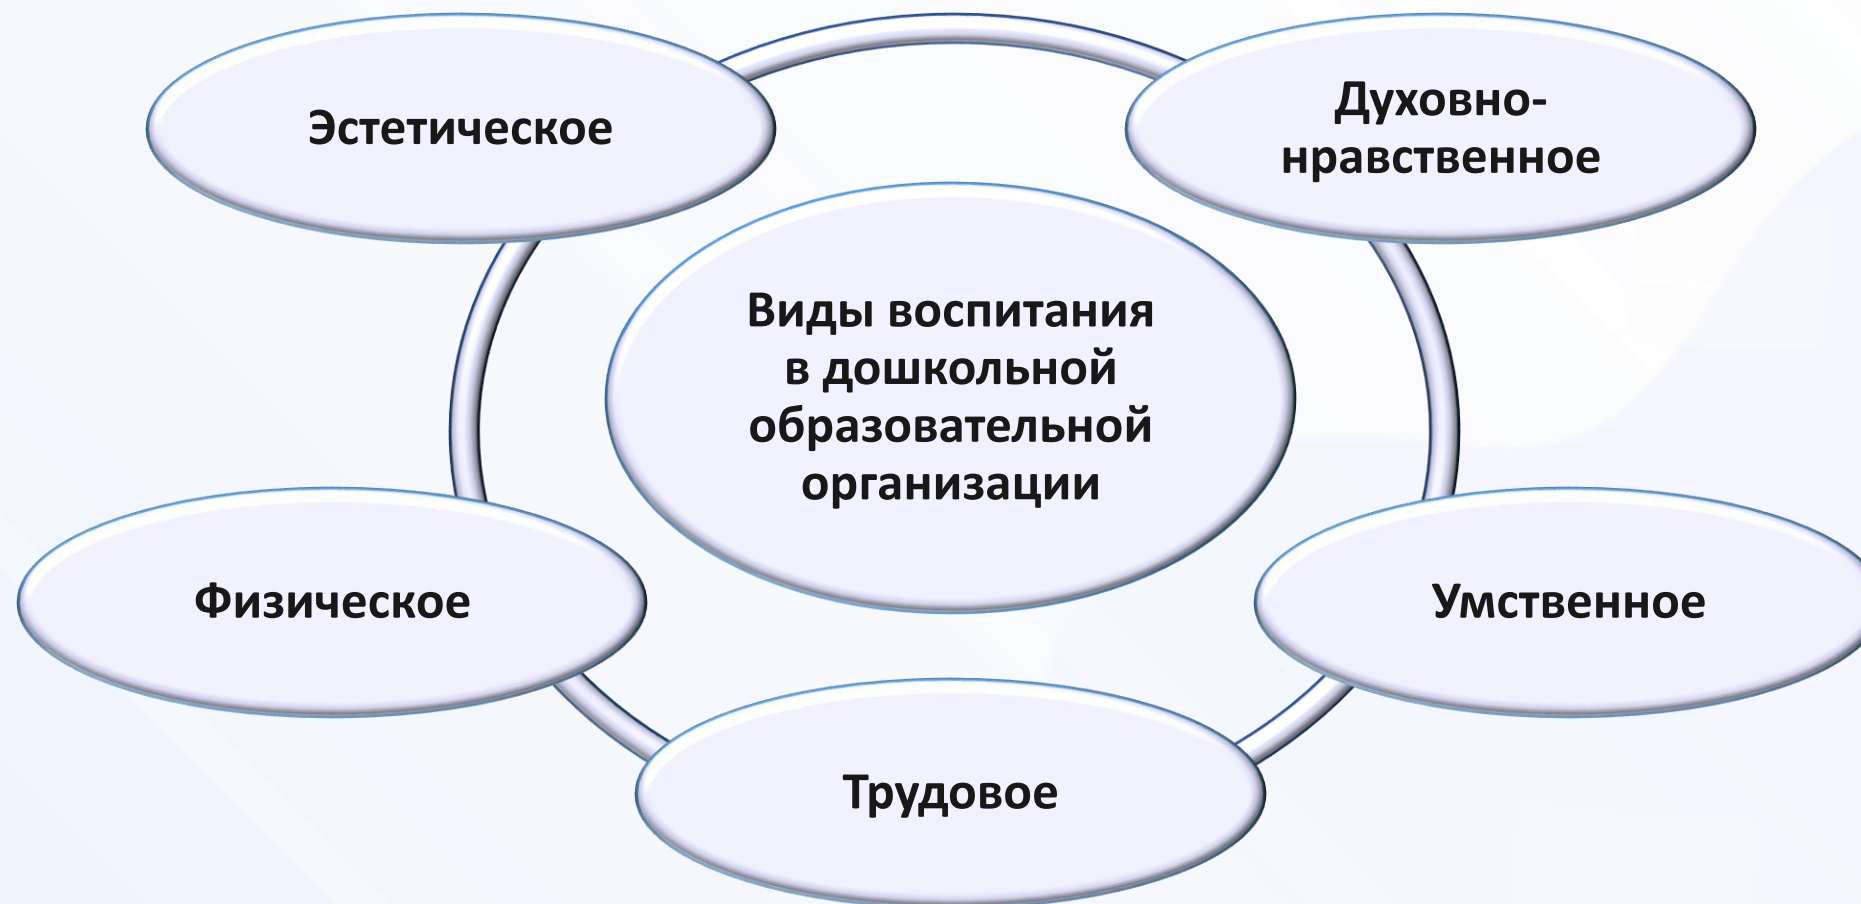 Эстетическое
Духовно-
нравственное
Виды воспитания
в дошкольной
образовательной
организации
Физическое
Умственное
Трудовое